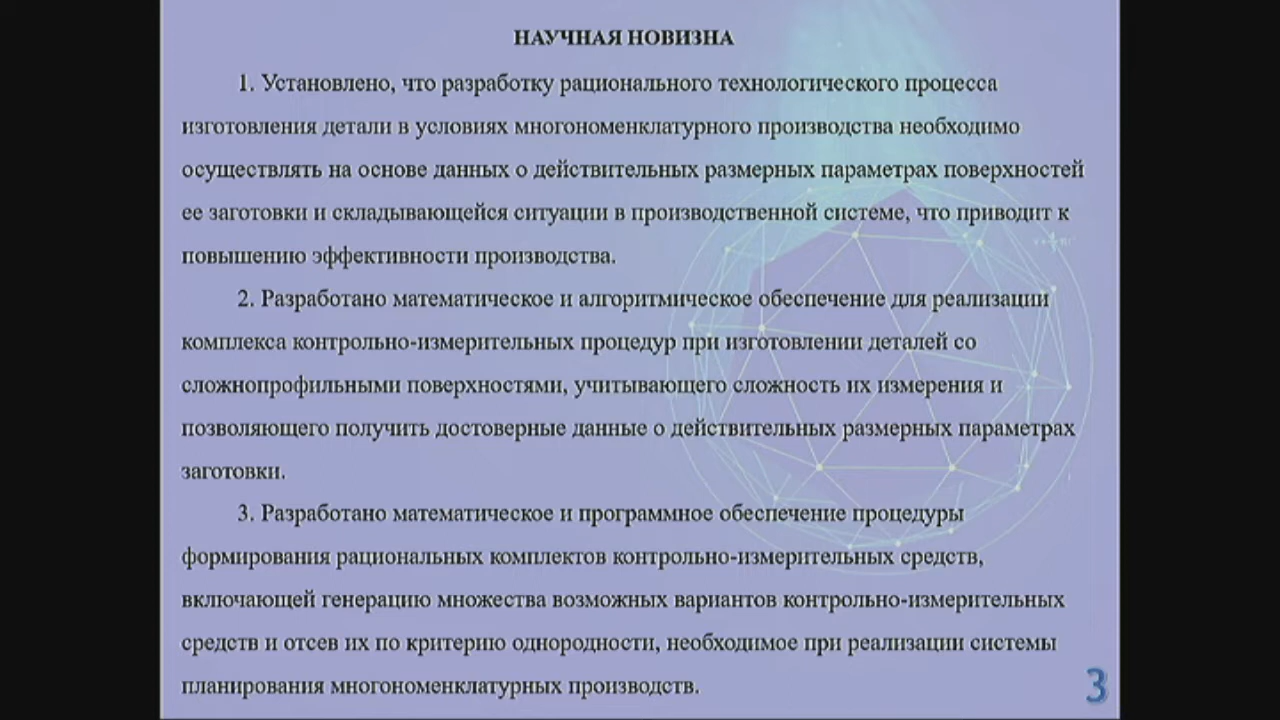 НАУЧНАЯ НОВИЗНА
1. Установлено, что разработку рационального технологического процесса
изготовления детали в условиях многономенклатурного производства необходимо
осуществлять на основе данных о действительных размерных параметрах поверхностей
ее заготовки и складывающейся ситуации в производственной системе, что приводит к
повышению эффективности производства.
2. Разработано математическое и алгоритмическое обеспечение для реализации
комплекса контрольно-измерительных процедур при изготовлении деталей со
сложнопрофильными поверхностями, учитывающего сложность их измерения и
позволяющего получить достоверные данные о действительных размерных параметрах
заготовки.
3. Разработано математическое и программное обеспечение процедуры
формирования рациональных комплектов контрольно-измерительных средств,
включающей генерацию множества возможных вариантов контрольно-измерительных
средств и отсев их по критерию однородности, необходимое при реализации системы
планирования многономенклатурных производств.
3